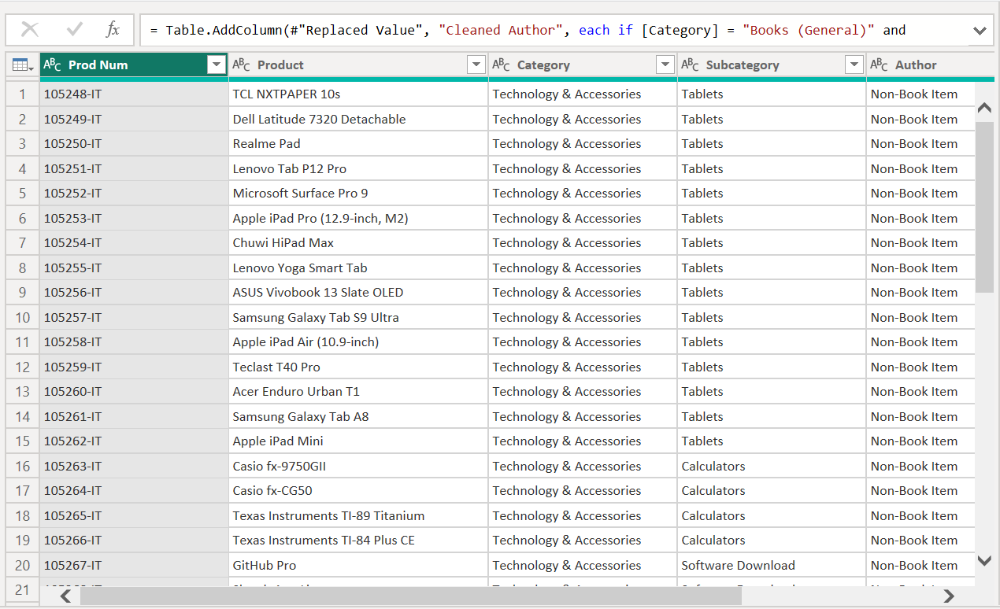 fx = Table.AddColumn(#"Replaced Value", "Cleaned Author", each if [Category] = "Books (General)" and
ABC Prod Num ABC Product ABC Category ABC Subcategory ABC Author
1 105248-IT TCL NXTPAPER 10s Technology & Accessories Tablets Non-Book Item
2 105249-IT Dell Latitude 7320 Detachable Technology & Accessories Tablets Non-Book Item
3 105250-IT Realme Pad Technology & Accessories Tablets Non-Book Item
4 105251-IT Lenovo Tab P12 Pro Technology & Accessories Tablets Non-Book Item
5 105252-IT Microsoft Surface Pro 9 Technology & Accessories Tablets Non-Book Item
6 105253-IT Apple iPad Pro (12.9-inch, M2) Technology & Accessories Tablets Non-Book Item
7 105254-IT Chuwi HiPad Max Technology & Accessories Tablets Non-Book Item
8 105255-IT Lenovo Yoga Smart Tab Technology & Accessories Tablets Non-Book Item
9 105256-IT ASUS Vivobook 13 Slate OLED Technology & Accessories Tablets Non-Book Item
10 105257-IT Samsung Galaxy Tab S9 Ultra Technology & Accessories Tablets Non-Book Item
11 105258-IT Apple iPad Air (10.9-inch) Technology & Accessories Tablets Non-Book Item
12 105259-IT Teclast T40 Pro Technology & Accessories Tablets Non-Book Item
13 105260-IT Acer Enduro Urban T1 Technology & Accessories Tablets Non-Book Item
14 105261-IT Samsung Galaxy Tab A8 Technology & Accessories Tablets Non-Book Item
15 105262-IT Apple iPad Mini Technology & Accessories Tablets Non-Book Item
16 105263-IT Casio fx-9750GII Technology & Accessories Calculators Non-Book Item
17 105264-IT Casio fx-CG50 Technology & Accessories Calculators Non-Book Item
18 105265-IT Texas Instruments TI-89 Titanium Technology & Accessories Calculators Non-Book Item
19 105266-IT Texas Instruments TI-84 Plus CE Technology & Accessories Calculators Non-Book Item
20 105267-IT GitHub Pro Technology & Accessories Software Download Non-Book Item
21